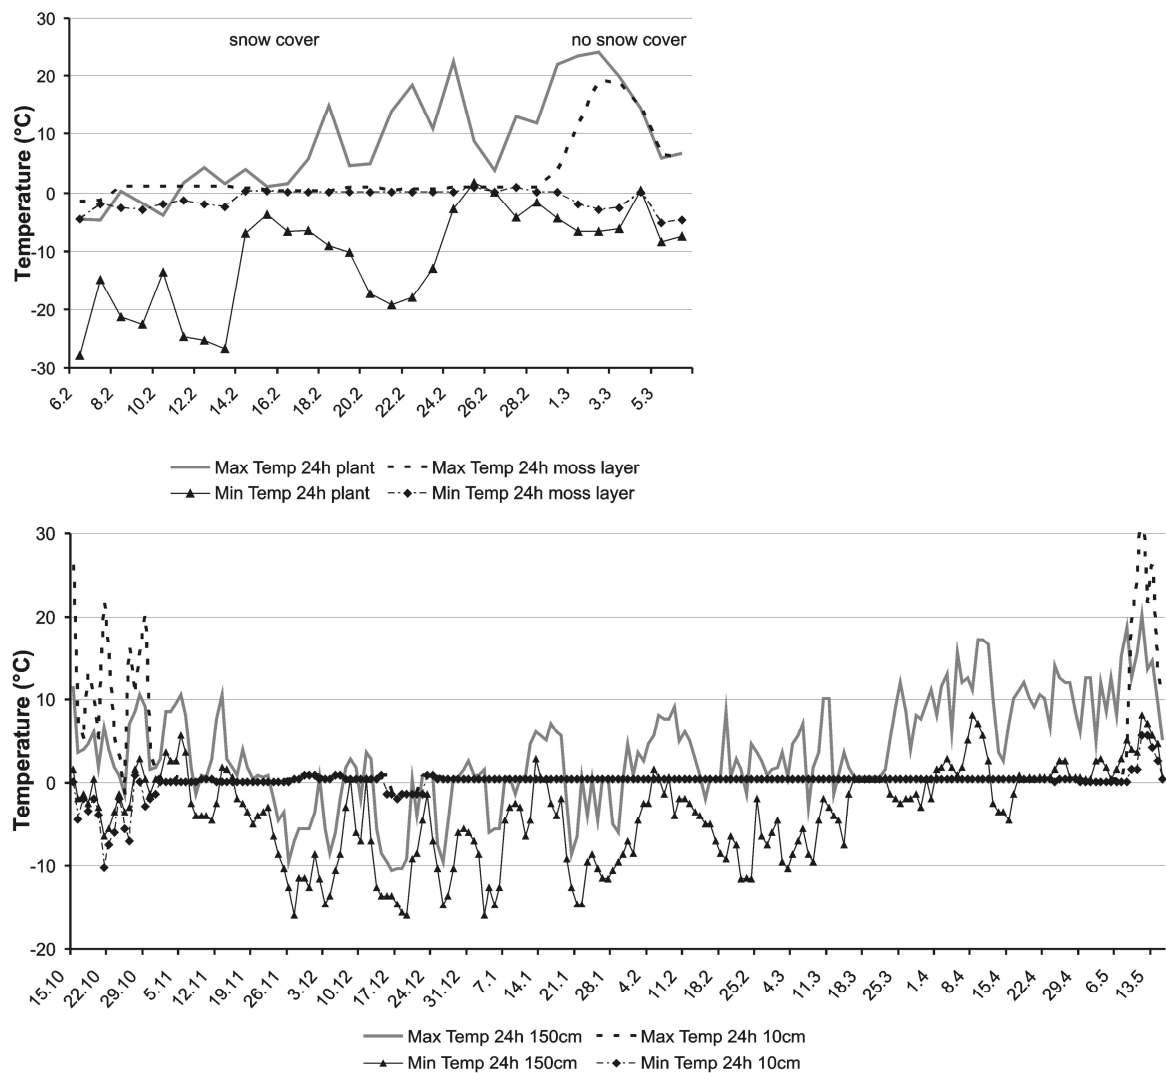 30
snow cover
no snow cover
20
10
0
-10
-20
-30
Temperature (°C)
6.2 8.2 10.2 12.2 14.2 16.2 18.2 20.2 22.2 24.2 26.2 28.2 1.3 3.3 5.3
Max Temp 24h plant Max Temp 24h moss layer
Min Temp 24h plant Min Temp 24h moss layer
30
20
10
0
-10
-20
Temperature (°C)
15.10 22.10 29.10 5.11 12.11 19.11 26.11 3.12 10.12 17.12 24.12 31.12 7.1 14.1 21.1 28.1 4.2 11.2 18.2 25.2 4.3 11.3 18.3 25.3 1.4 8.4 15.4 22.4 29.4 6.5 13.5
Max Temp 24h 150cm Max Temp 24h 10cm
Min Temp 24h 150cm Min Temp 24h 10cm